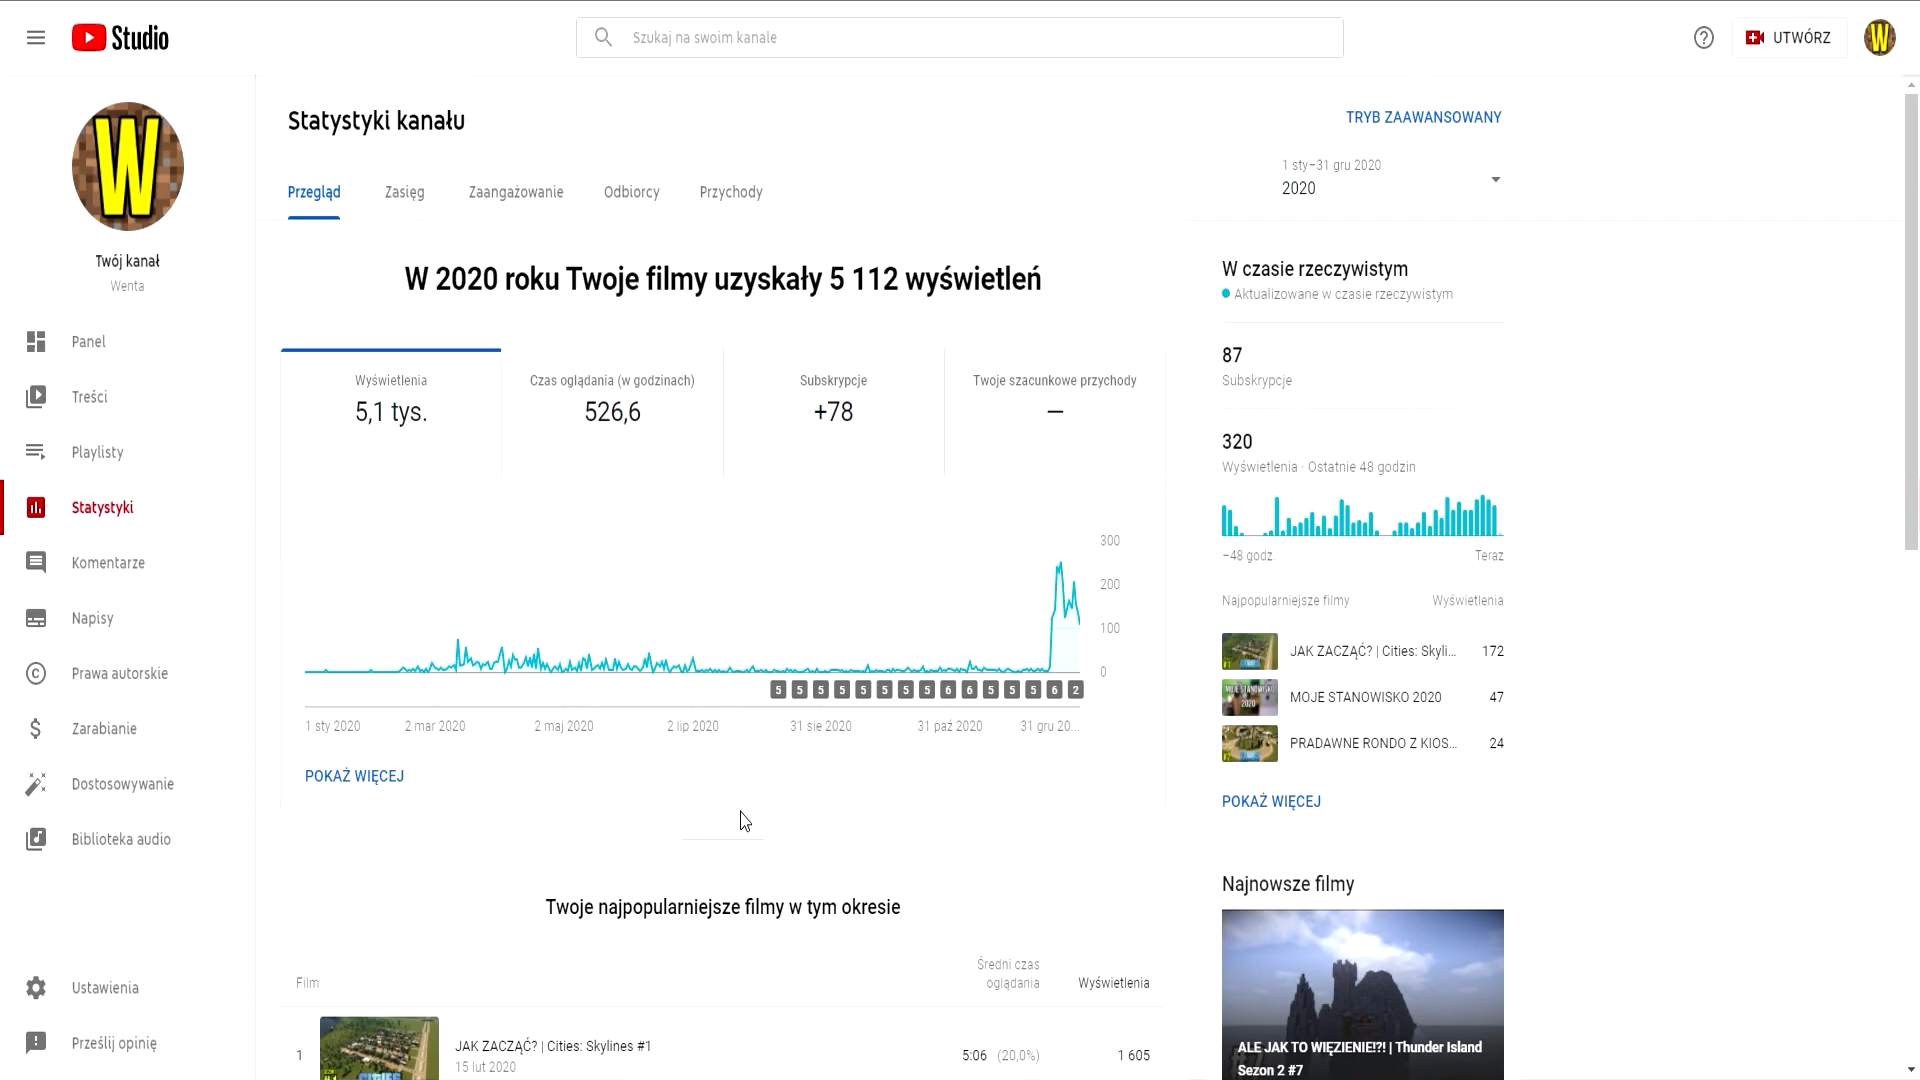 Studio
Szukaj na swoim kanale
UTWÓRZ
W
W
Twój kanał
Wenta
Panel
Treści
Playlisty
Statystyki
Komentarze
Napisy
Prawa autorskie
Zarabianie
Dostosowywanie
Biblioteka audio
Ustawienia
Prześlij opinię
Statystyki kanału
TRYB ZAAWANSOWANY
1 sty–31 gru 2020
2020
Przegląd Zasięg Zaangażowanie Odbiorcy Przychody
W 2020 roku Twoje filmy uzyskały 5 112 wyświetleń
Wyświetlenia
5,1 tys.
Czas oglądania (w godzinach)
526,6
Subskrypcje
+78
Twoje szacunkowe przychody
—
300
200
100
0
5 5 5 5 5 5 5 5 6 6 5 5 5 6 2
1 sty 2020 2 mar 2020 2 maj 2020 2 lip 2020 31 sie 2020 31 paź 2020 31 gru 20...
POKAŻ WIĘCEJ
Twoje najpopularniejsze filmy w tym okresie
Film
Średni czas
oglądania
Wyświetlenia
1
JAK ZACZĄĆ? | Cities: Skylines #1
15 lut 2020
5:06 (20,0%)
1 605
W czasie rzeczywistym
Aktualizowane w czasie rzeczywistym
87
Subskrypcje
320
Wyświetlenia · Ostatnie 48 godzin
−48 godz. Teraz
Najpopularniejsze filmy Wyświetlenia
JAK ZACZĄĆ? | Cities: Skyli... 172
MOJE STANOWISKO
2020
MOJE STANOWISKO 2020 47
PRADAWNE RONDO Z KIOS... 24
POKAŻ WIĘCEJ
Najnowsze filmy
ALE JAK TO WIĘZIENIE!?! | Thunder Island
Sezon 2 #7